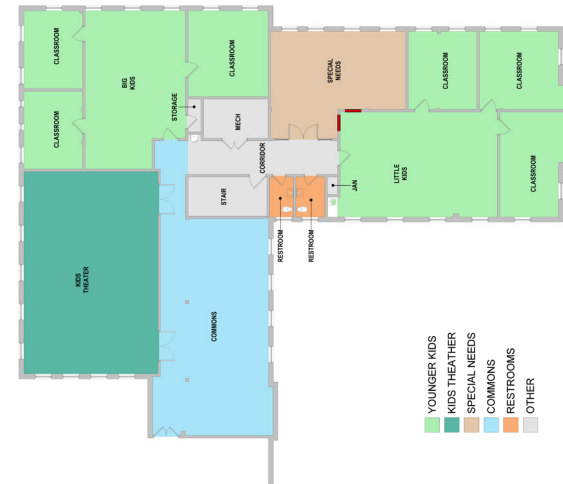 CLASSROOM
BIG
KIDS
CLASSROOM
SPECIAL
NEEDS
CLASSROOM
CLASSROOM
CLASSROOM
STORAGE
MECH
CORRIDOR
STAIR
RESTROOM
RESTROOM
JAN
LITTLE
KIDS
CLASSROOM
KIDS
THEATER
COMMONS
YOUNGER KIDS
KIDS THEATHER
SPECIAL NEEDS
COMMONS
RESTROOMS
OTHER